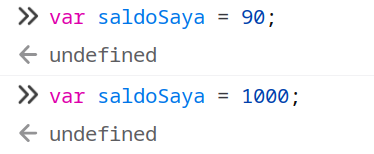 » var saldoSaya = 90;
← undefined
» var saldoSaya = 1000;
← undefined